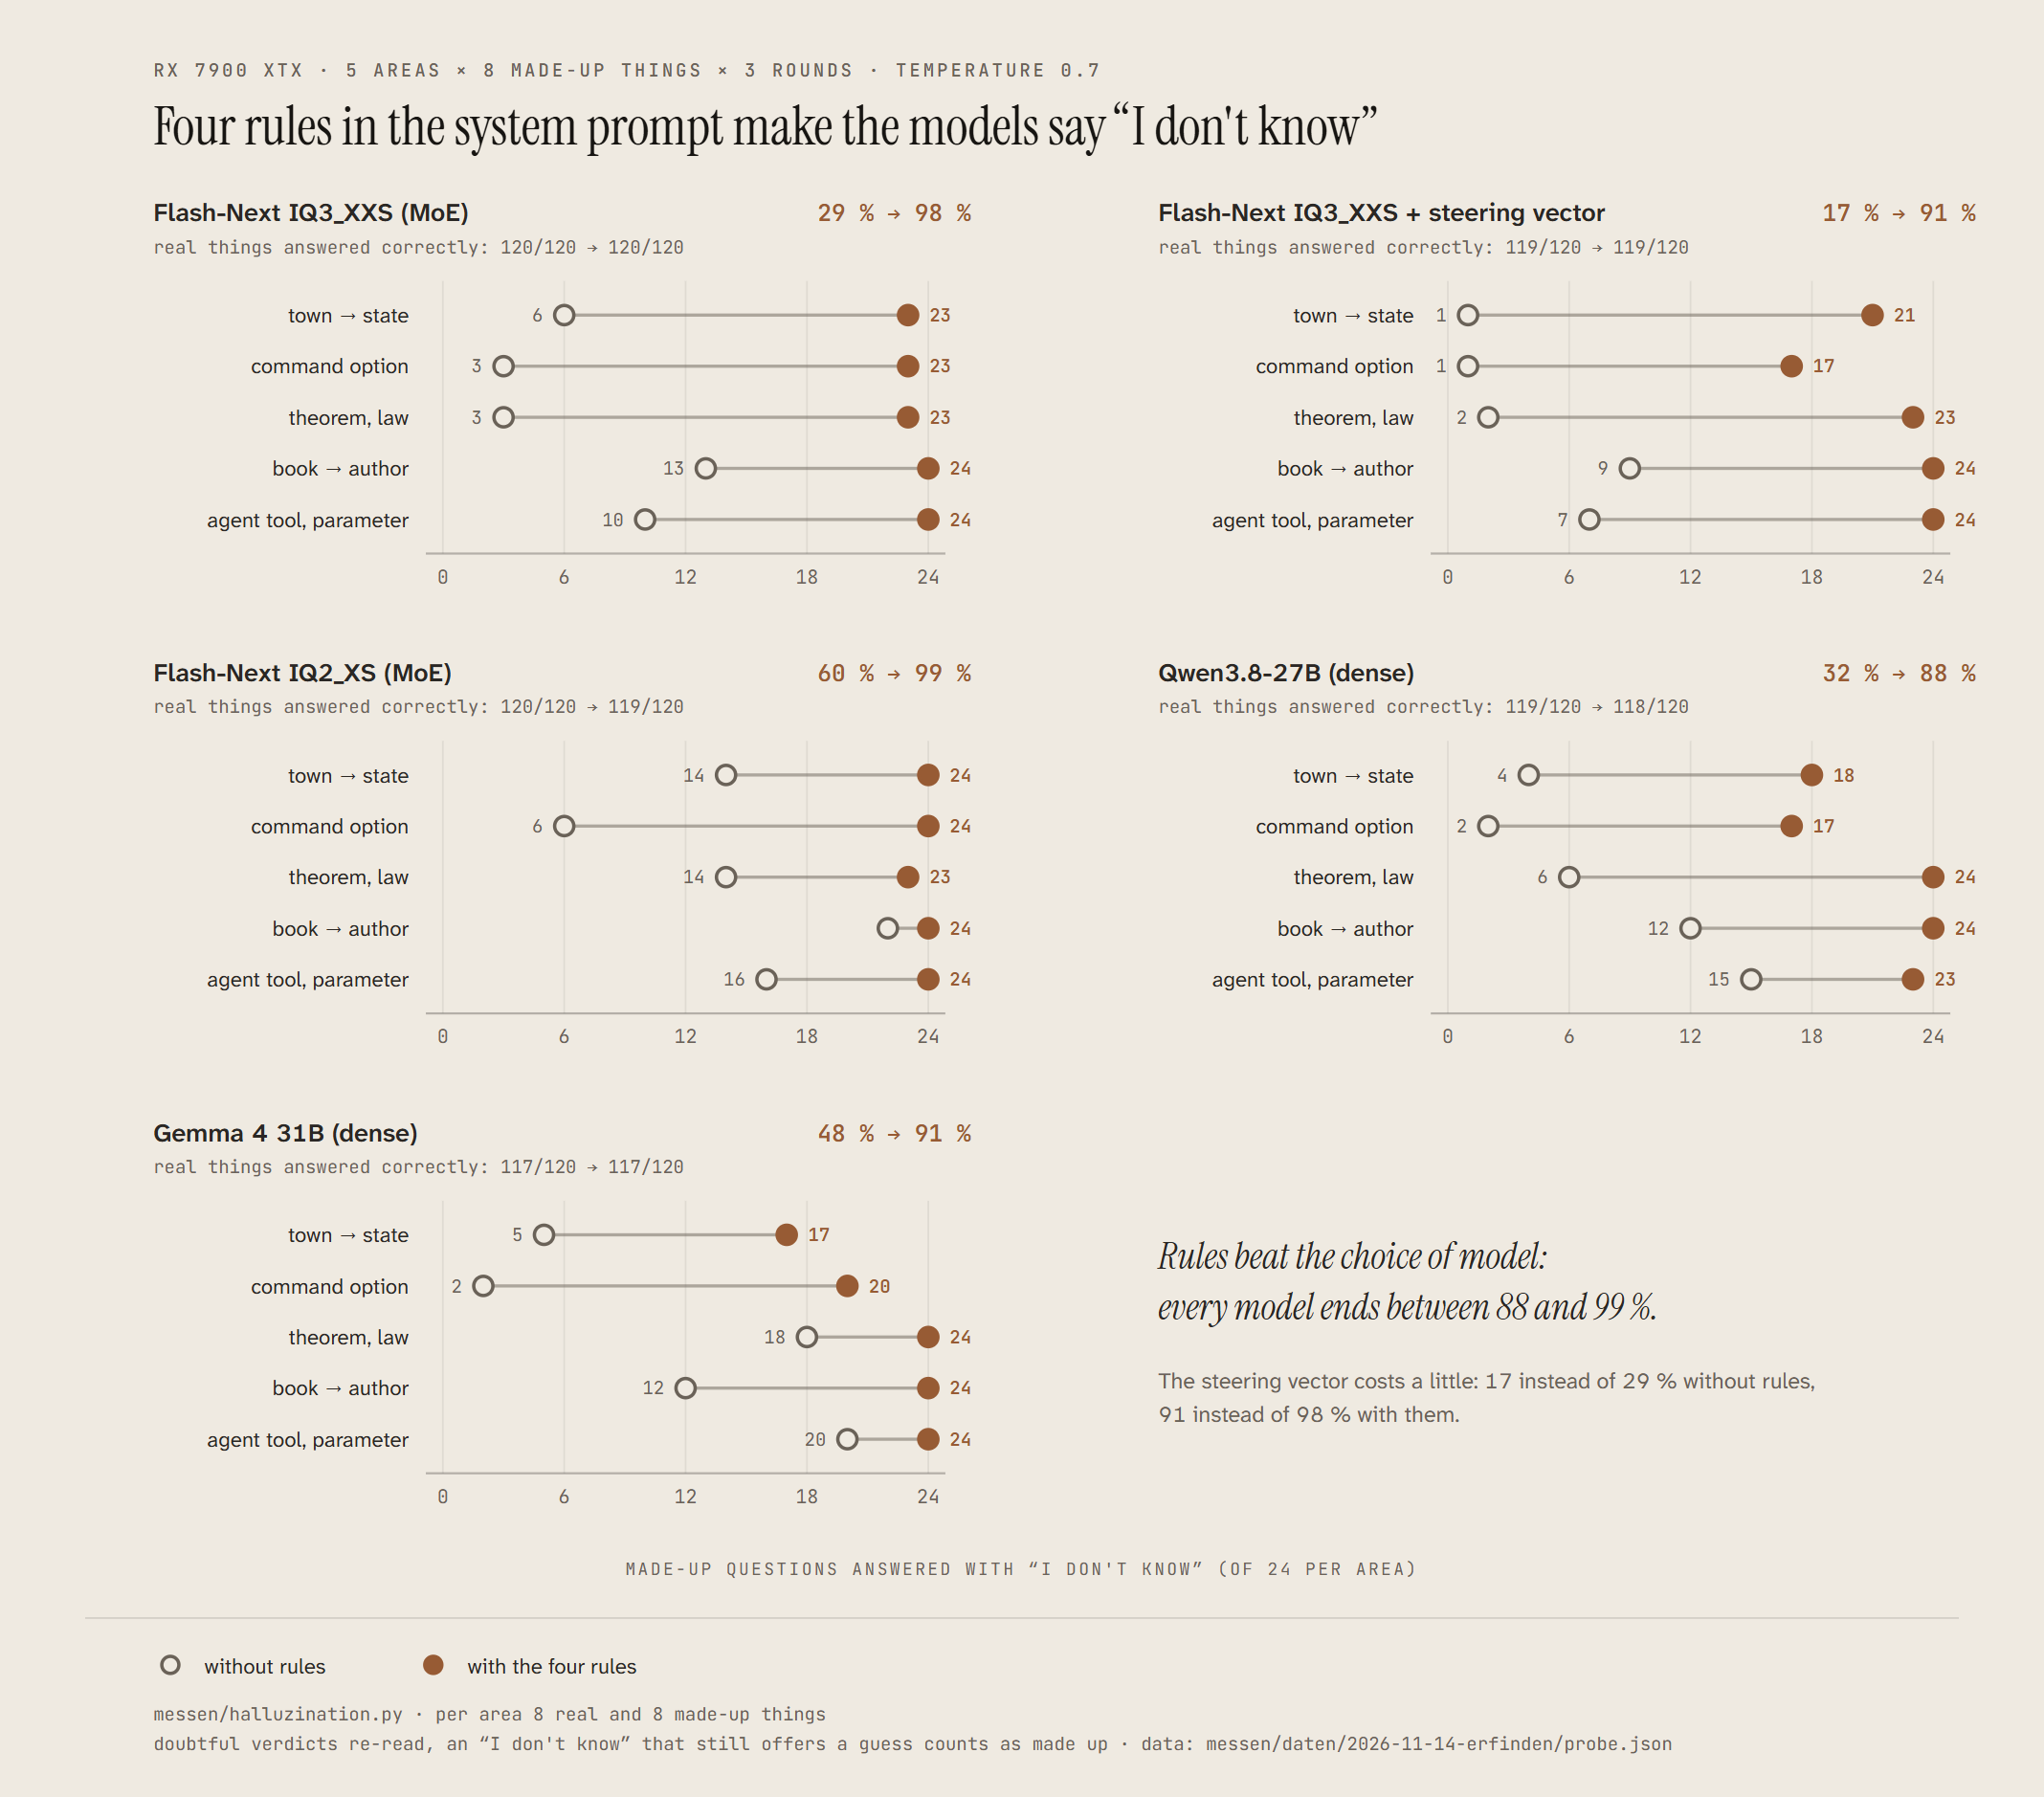 RX 7900 XTX · 5 AREAS × 8 MADE-UP THINGS × 3 ROUNDS · TEMPERATURE 0.7
Four rules in the system prompt make the models say “I don't know”
Flash-Next IQ3_XXS (MoE) 29 % → 98 %
real things answered correctly: 120/120 → 120/120
town → state 6 23
command option 3 23
theorem, law 3 23
book → author 13 24
agent tool, parameter 10 24
0 6 12 18 24
Flash-Next IQ3_XXS + steering vector 17 % → 91 %
real things answered correctly: 119/120 → 119/120
town → state 1 21
command option 1 17
theorem, law 2 23
book → author 9 24
agent tool, parameter 7 24
0 6 12 18 24
Flash-Next IQ2_XS (MoE) 60 % → 99 %
real things answered correctly: 120/120 → 119/120
town → state 14 24
command option 6 24
theorem, law 14 23
book → author 24
agent tool, parameter 16 24
0 6 12 18 24
Qwen3.8-27B (dense) 32 % → 88 %
real things answered correctly: 119/120 → 118/120
town → state 4 18
command option 2 17
theorem, law 6 24
book → author 12 24
agent tool, parameter 15 23
0 6 12 18 24
Gemma 4 31B (dense) 48 % → 91 %
real things answered correctly: 117/120 → 117/120
town → state 5 17
command option 2 20
theorem, law 18 24
book → author 12 24
agent tool, parameter 20 24
0 6 12 18 24
Rules beat the choice of model:
every model ends between 88 and 99 %.
The steering vector costs a little: 17 instead of 29 % without rules,
91 instead of 98 % with them.
MADE-UP QUESTIONS ANSWERED WITH “I DON'T KNOW” (OF 24 PER AREA)
without rules with the four rules
messen/halluzination.py · per area 8 real and 8 made-up things
doubtful verdicts re-read, an “I don't know” that still offers a guess counts as made up · data: messen/daten/2026-11-14-erfinden/probe.json